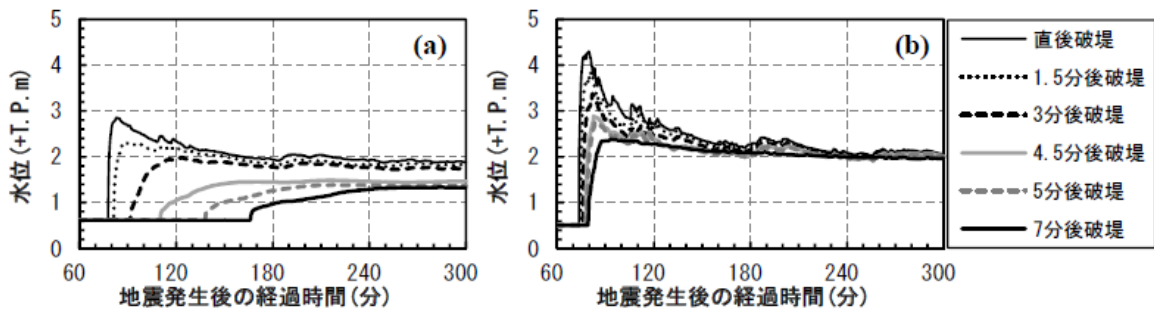 5
4
3
2
1
0
水位(+T.P.m)
(a)
60
120
180
240
300
地震発生後の経過時間(分)
5
4
3
2
1
0
水位(+T.P.m)
(b)
60
120
180
240
300
地震発生後の経過時間(分)
直後破堤
1.5分後破堤
3分後破堤
4.5分後破堤
5分後破堤
7分後破堤